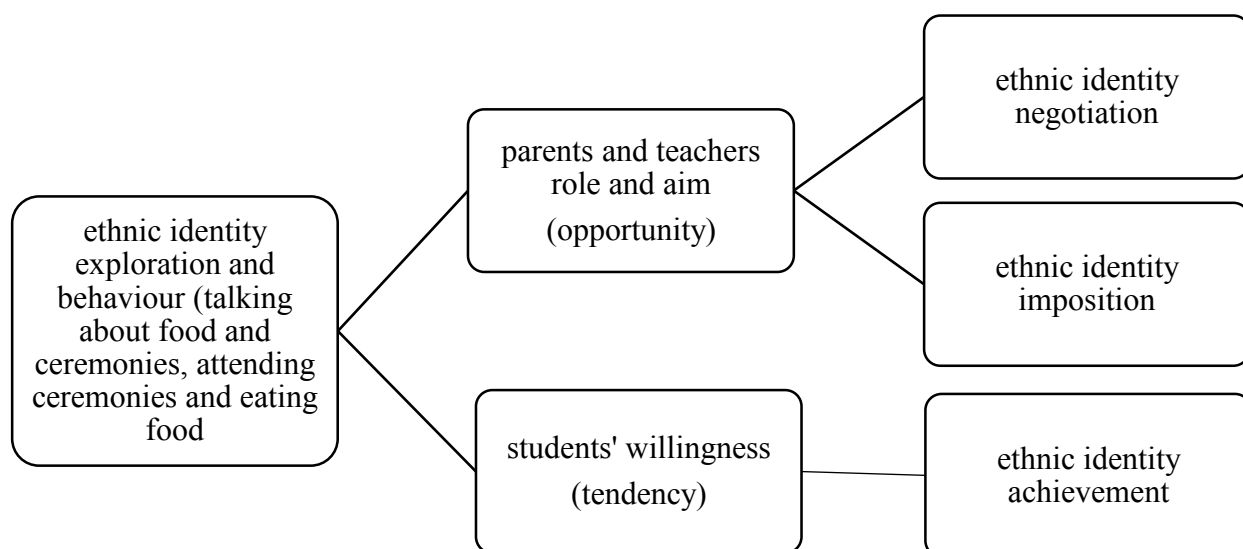 ethnic identity
exploration and
behaviour (talking
about food and
ceremonies, attending
ceremonies and eating
food
parents and teachers
role and aim
(opportunity)
students' willingness
(tendency)
ethnic identity
negotiation
ethnic identity
imposition
ethnic identity
achievement